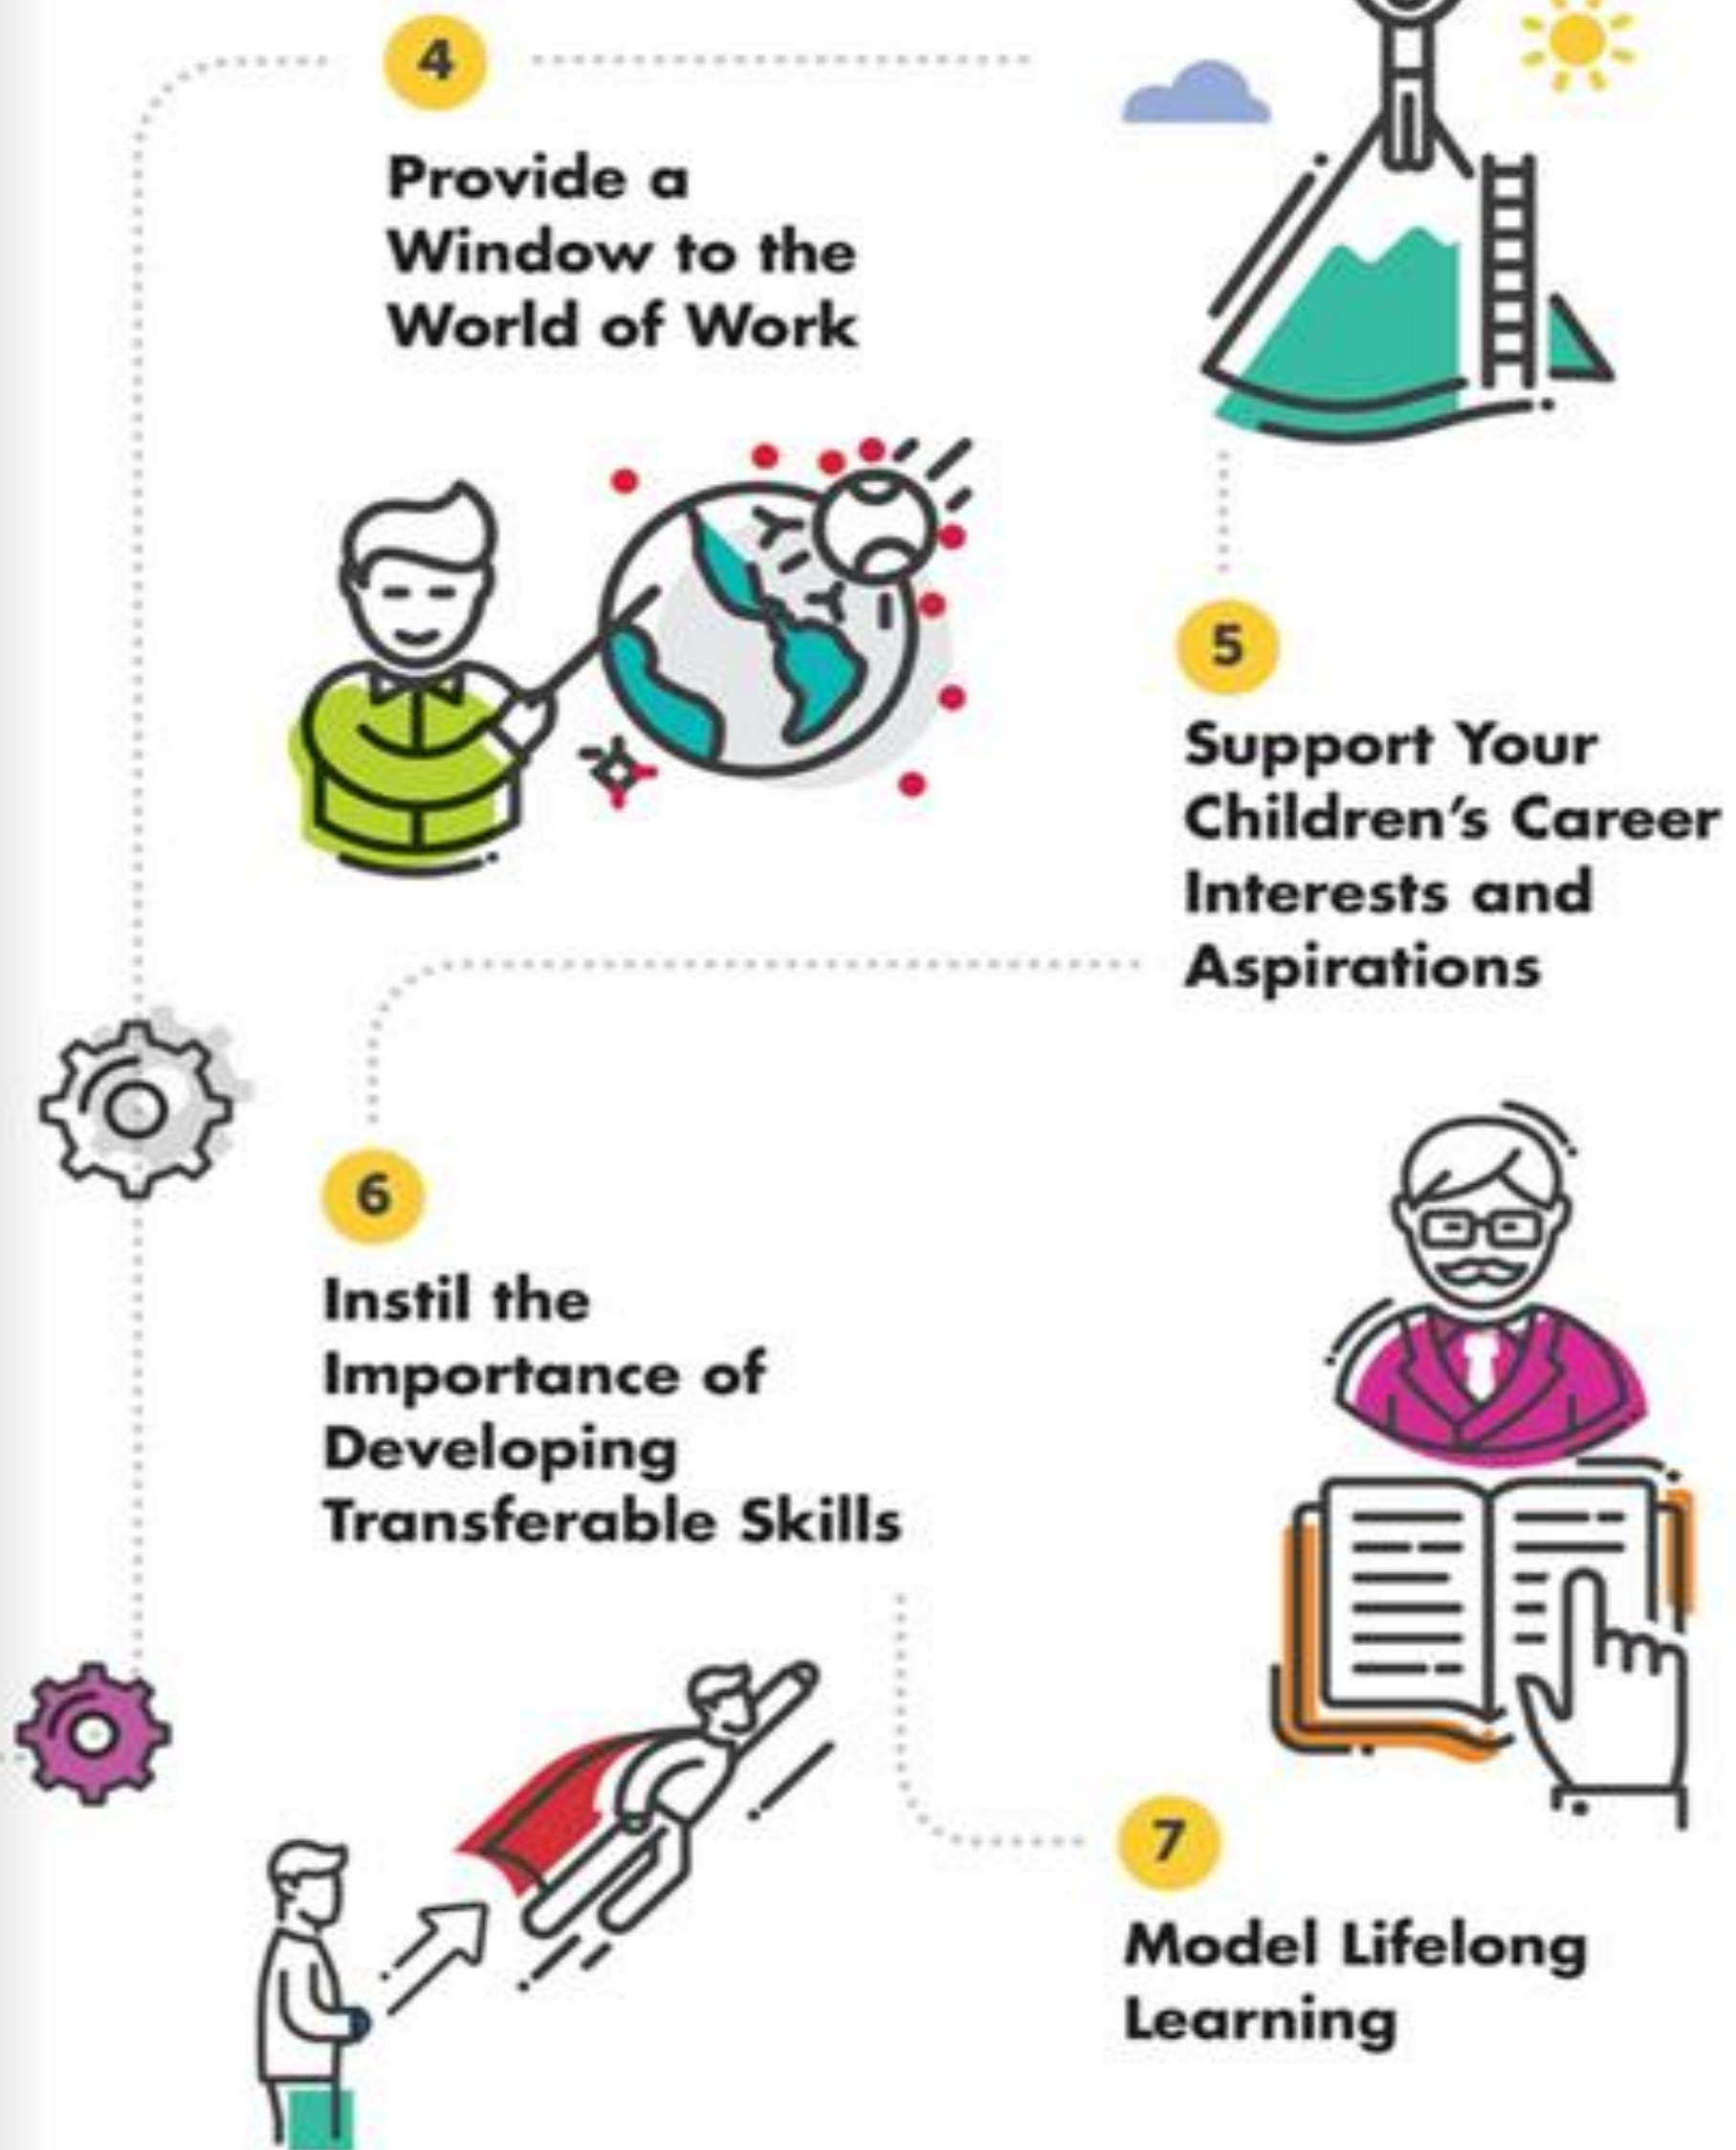 4
Provide a
Window to the
World of Work
5
Support Your
Children's Career
Interests and
Aspirations
6
Instil the
Importance of
Developing
Transferable Skills
7
Model Lifelong
Learning